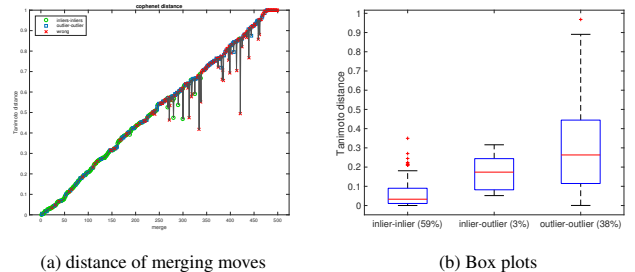 cophenet distance
inliers-inliers
outlier-outlier
wrong
Tanimoto distance
1
0.9
0.8
0.7
0.6
0.5
0.4
0.3
0.2
0.1
0
0 50 100 150 200 250 300 350 400 450 500
merge
(a) distance of merging moves
Tanimoto distance
1
0.9
0.8
0.7
0.6
0.5
0.4
0.3
0.2
0.1
0
inlier-inlier (59%) inlier-outlier (3%) outlier-outlier (38%)
(b) Box plots